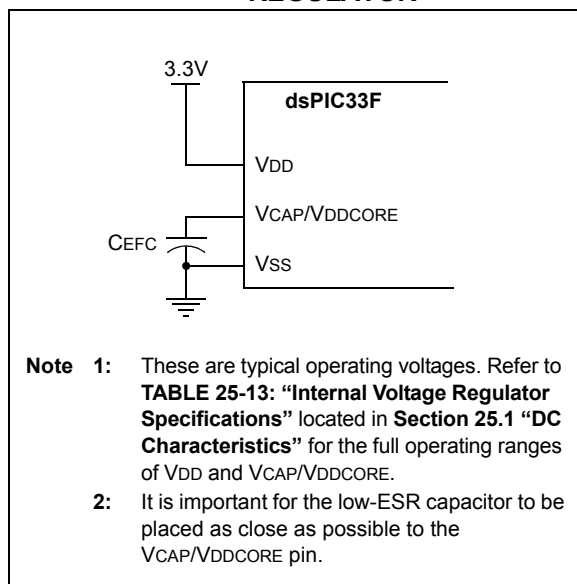 REGULATOR
3.3V
dsPIC33F
VDD
VCAP/VDDCORE
CEFC
VSS
Note 1: These are typical operating voltages. Refer to
TABLE 25-13: “Internal Voltage Regulator
Specifications” located in Section 25.1 “DC
Characteristics” for the full operating ranges
of VDD and VCAP/VDDCORE.
2: It is important for the low-ESR capacitor to be
placed as close as possible to the
VCAP/VDDCORE pin.